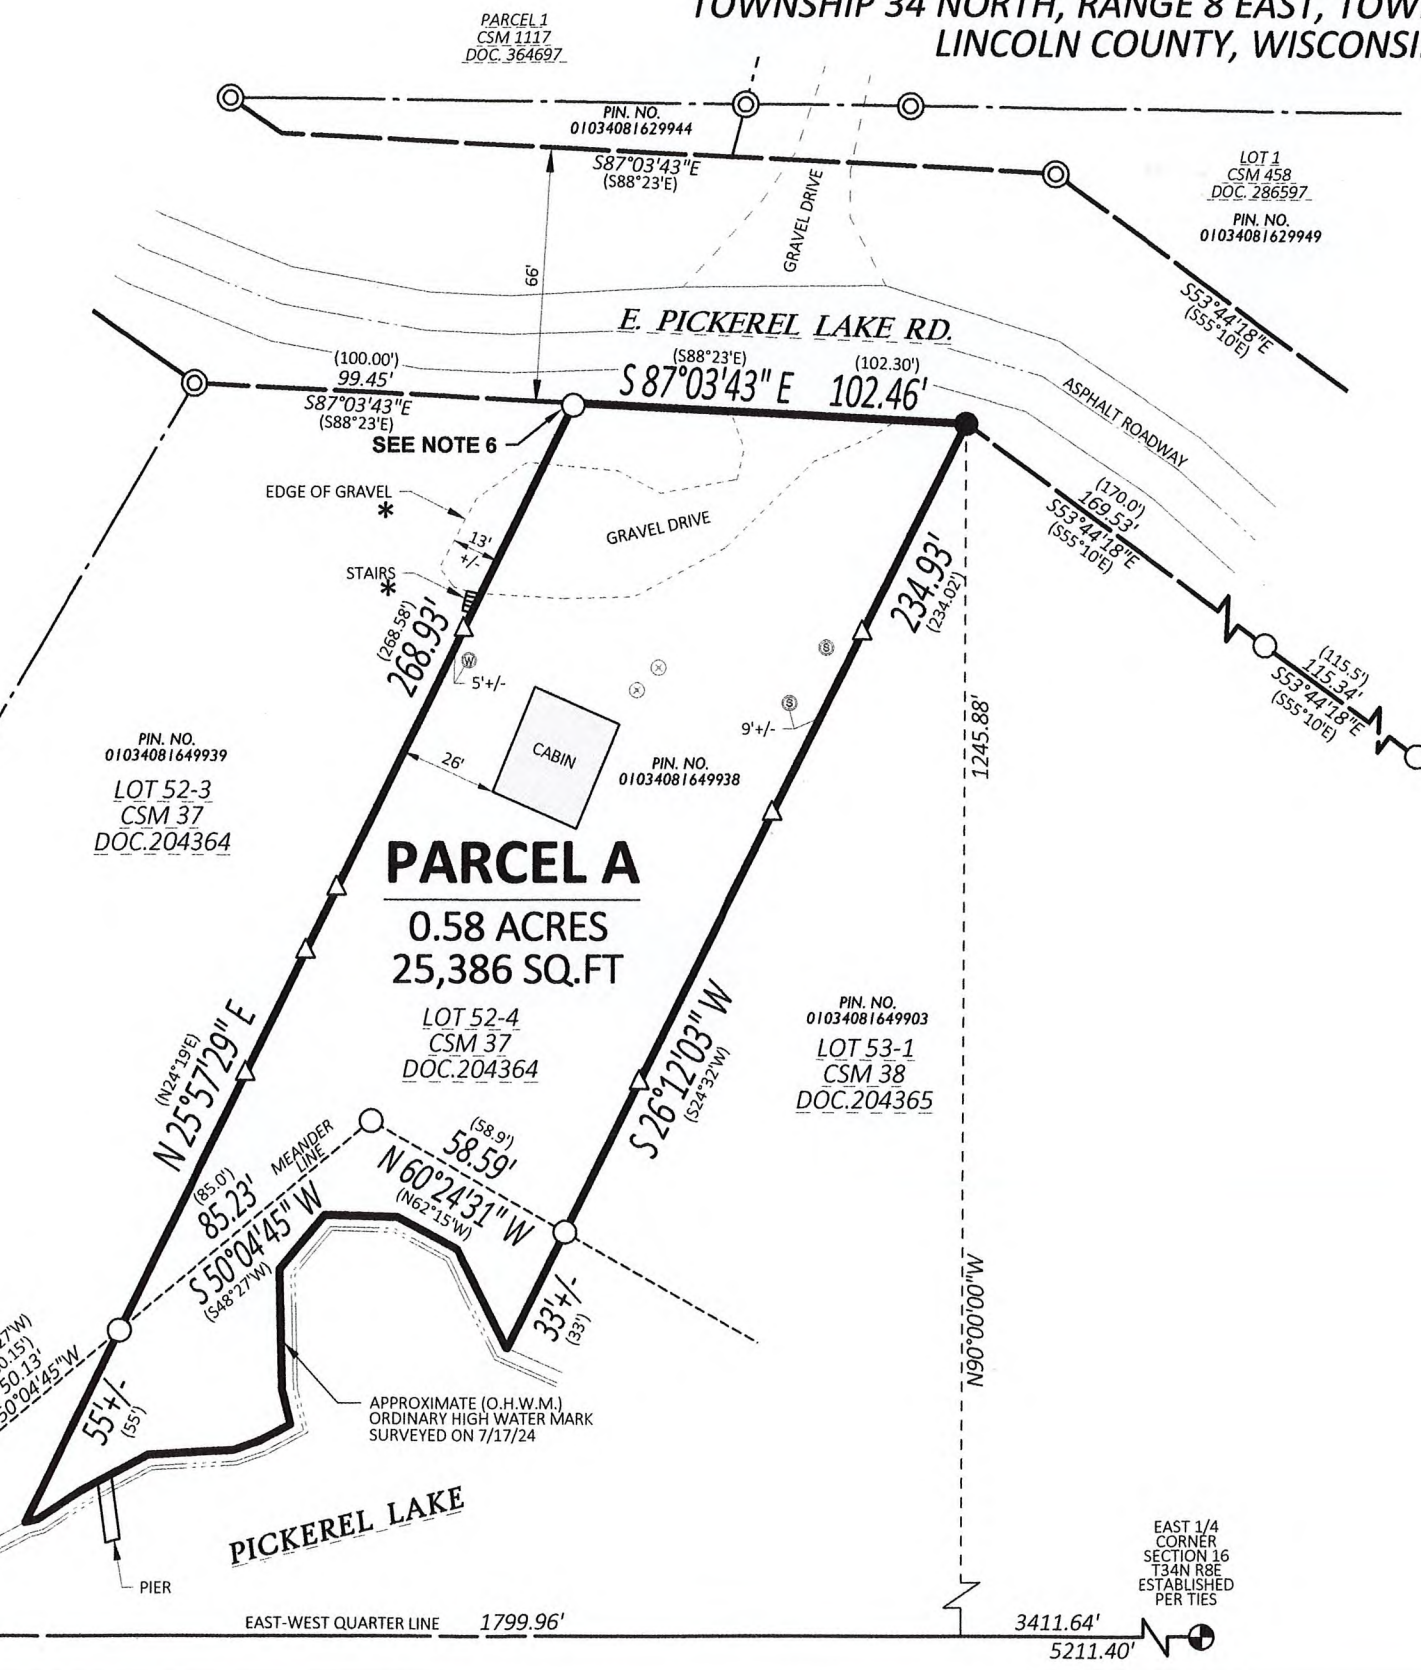 TOWNSHIP 34 NORTH, RANGE 8 EAST,
LINCOLN COUNTY,
PARCEL 1
CSM 1117
DOC. 364697
PIN. NO.
01034081629944
S87°03'43"E
(S88°23'E)
GRAVEL DRIVE
LOT 1
CSM 458
DOC. 286597
PIN. NO.
01034081629949
S53°44'18"E
(S55°10'E)
66'
E. PICKEREL LAKE RD.
(100.00')
99.45'
S87°03'43"E
(S88°23'E)
(S88°23'E)
S 87°03'43" E
(102.30')
102.46'
SEE NOTE 6
ASPHALT ROADWAY
EDGE OF GRAVEL
*
GRAVEL DRIVE
13'
+/-
STAIRS
*
(170.0')
169.53'
S53°44'18"E
(S55°10'E)
(268.58')
268.93'
234.93'
(234.02')
W
5'+/-
S
S
9'+/-
(115.5')
115.34'
S53°44'18"E
(S55°10'E)
1245.88'
CABIN
26'
PIN. NO.
01034081649939
LOT 52-3
CSM 37
DOC.204364
PIN. NO.
01034081649938
PARCEL A
0.58 ACRES
25,386 SQ.FT
LOT 52-4
CSM 37
DOC.204364
PIN. NO.
01034081649903
LOT 53-1
CSM 38
DOC.204365
(N24°19'E)
N 25°57'29" E
S 26°12'03" W
(S24°32'W)
MEANDER
LINE
(85.0')
85.23'
S 50°04'45" W
(S48°27'W)
(58.9')
58.59'
N 60°24'31" W
(N62°15'W)
33'+/-
(33')
N90°00'00"W
27'W)
0.15')
50.13'
50°04'45"W
55'+/-
(55')
APPROXIMATE (O.H.W.M.)
ORDINARY HIGH WATER MARK
SURVEYED ON 7/17/24
PICKEREL LAKE
PIER
EAST 1/4
CORNER
SECTION 16
T34N R8E
ESTABLISHED
PER TIES
EAST-WEST QUARTER LINE 1799.96'
3411.64'
5211.40'